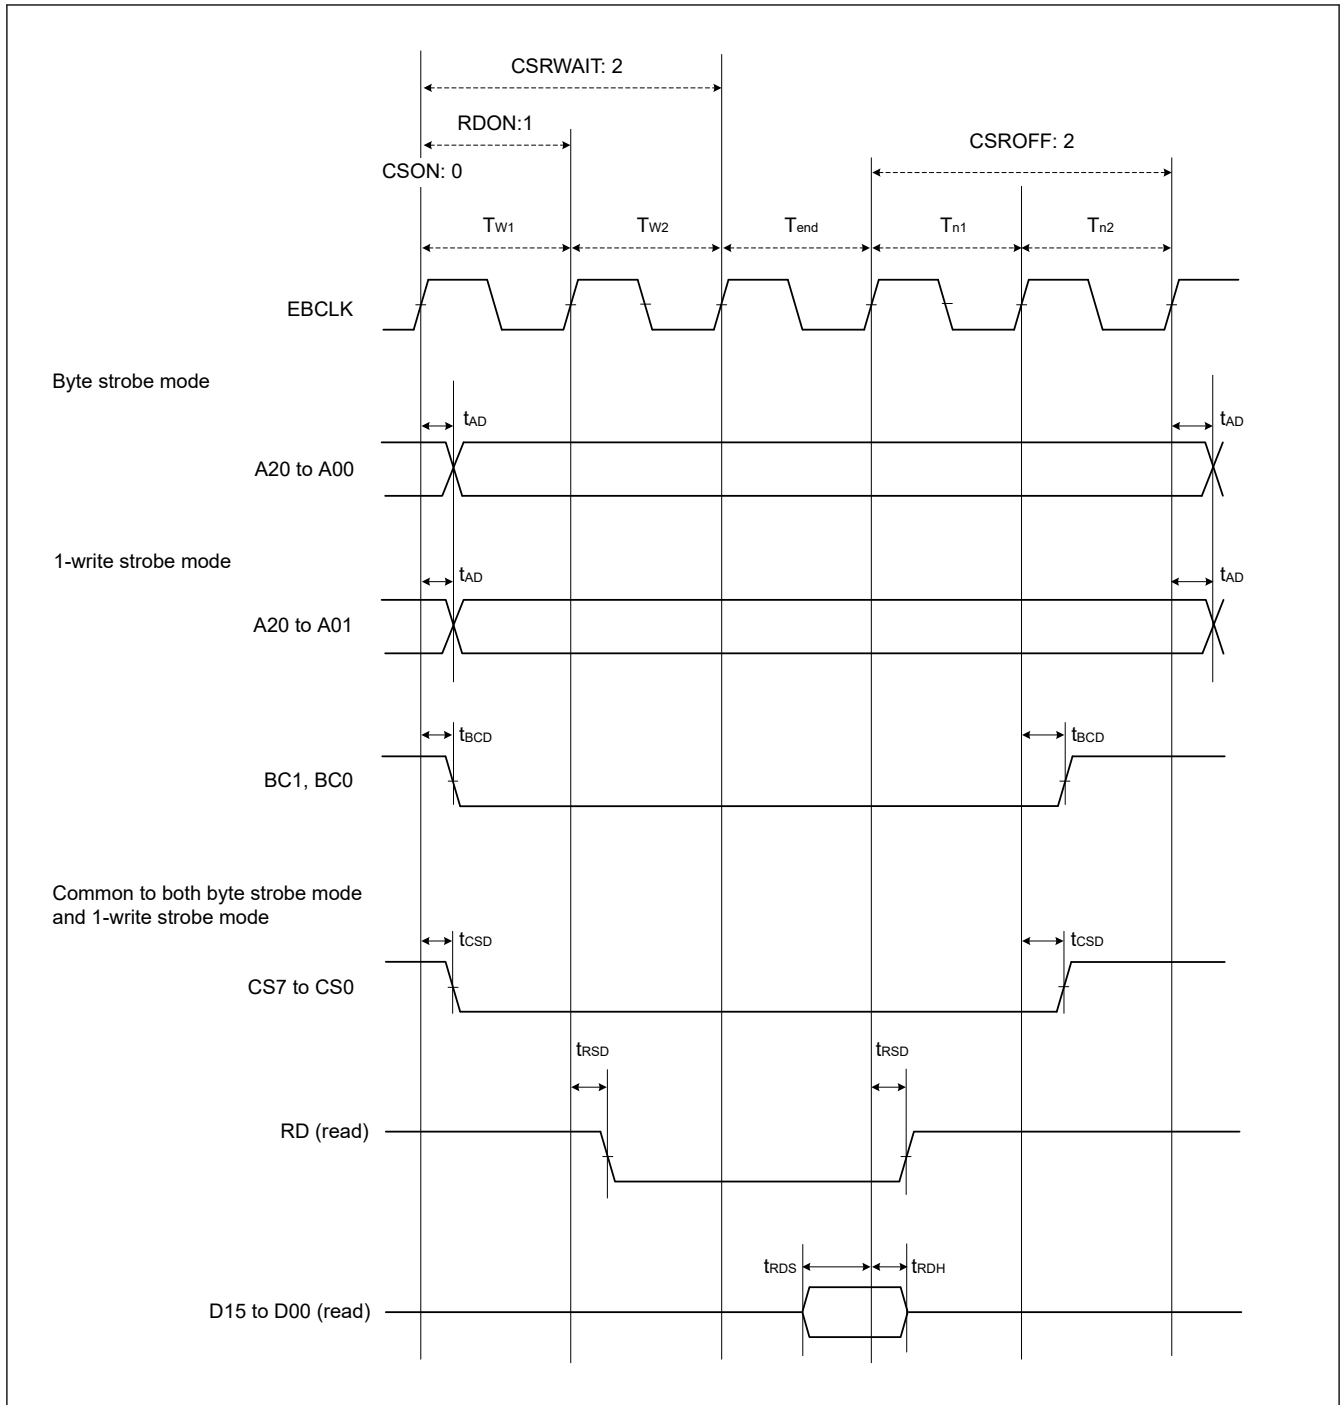 CSRWAIT: 2
RDON:1
CSROFF: 2
CSON: 0
TW1 TW2 Tend Tn1 Tn2
EBCLK
Byte strobe mode
tAD tAD
A20 to A00
1-write strobe mode
tAD tAD
A20 to A01
tBCD tBCD
BC1, BC0
Common to both byte strobe mode
and 1-write strobe mode
tCSD tCSD
CS7 to CS0
tRSD tRSD
RD (read)
tRDS tRDH
D15 to D00 (read)